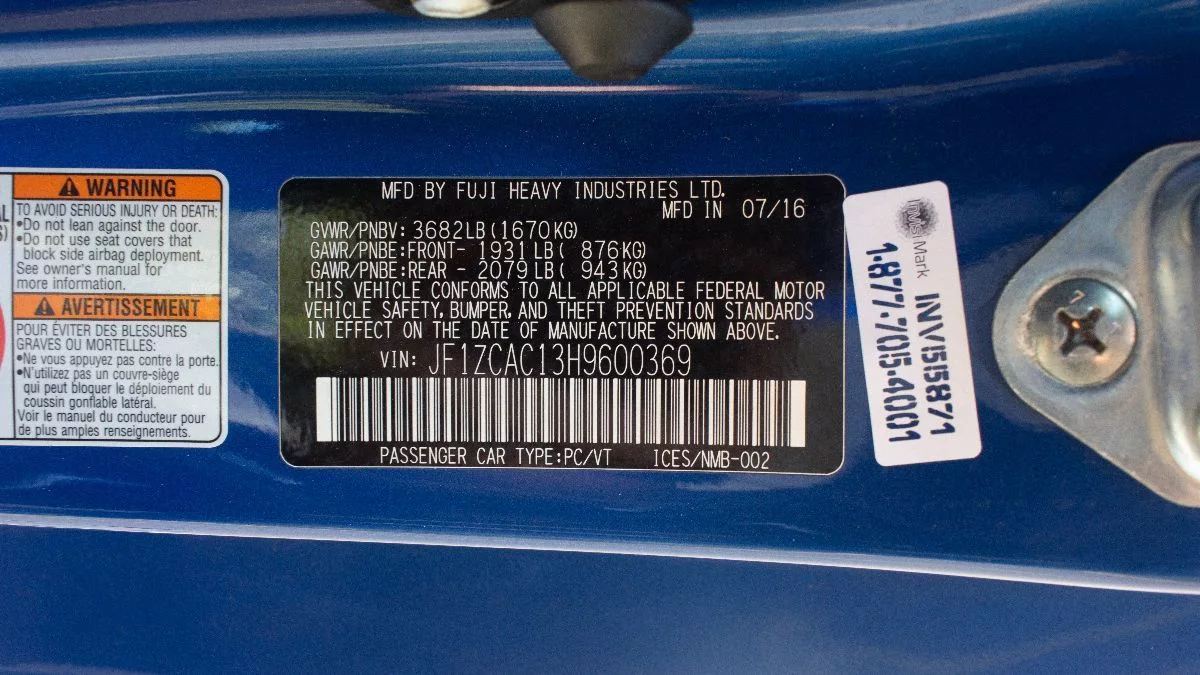 AL
S)
WARNING
TO AVOID SERIOUS INJURY OR DEATH:
•Do not lean against the door.
•Do not use seat covers that
block side airbag deployment.
See owner's manual for
more information.
AVERTISSEMENT
POUR ÉVITER DES BLESSURES
GRAVES OU MORTELLES:
•Ne vous appuyez pas contre la porte.
•N'utilisez pas un couvre-siège
qui peut bloquer le déploiement du
coussin gonflable latéral.
Voir le manuel du conducteur pour
de plus amples renseignements.
MFD BY FUJI HEAVY INDUSTRIES LTD.
MFD IN 07/16
GVWR/PNBV: 3682LB(1670KG)
GAWR/PNBE:FRONT- 1931LB( 876KG)
GAWR/PNBE:REAR - 2079LB( 943KG)
THIS VEHICLE CONFORMS TO ALL APPLICABLE FEDERAL MOTOR
VEHICLE SAFETY, BUMPER, AND THEFT PREVENTION STANDARDS
IN EFFECT ON THE DATE OF MANUFACTURE SHOWN ABOVE.
VIN: JF1ZCAC13H9600369
PASSENGER CAR TYPE:PC/VT ICES/NMB-002
Mark
INV55871
1-877.705.4001
7